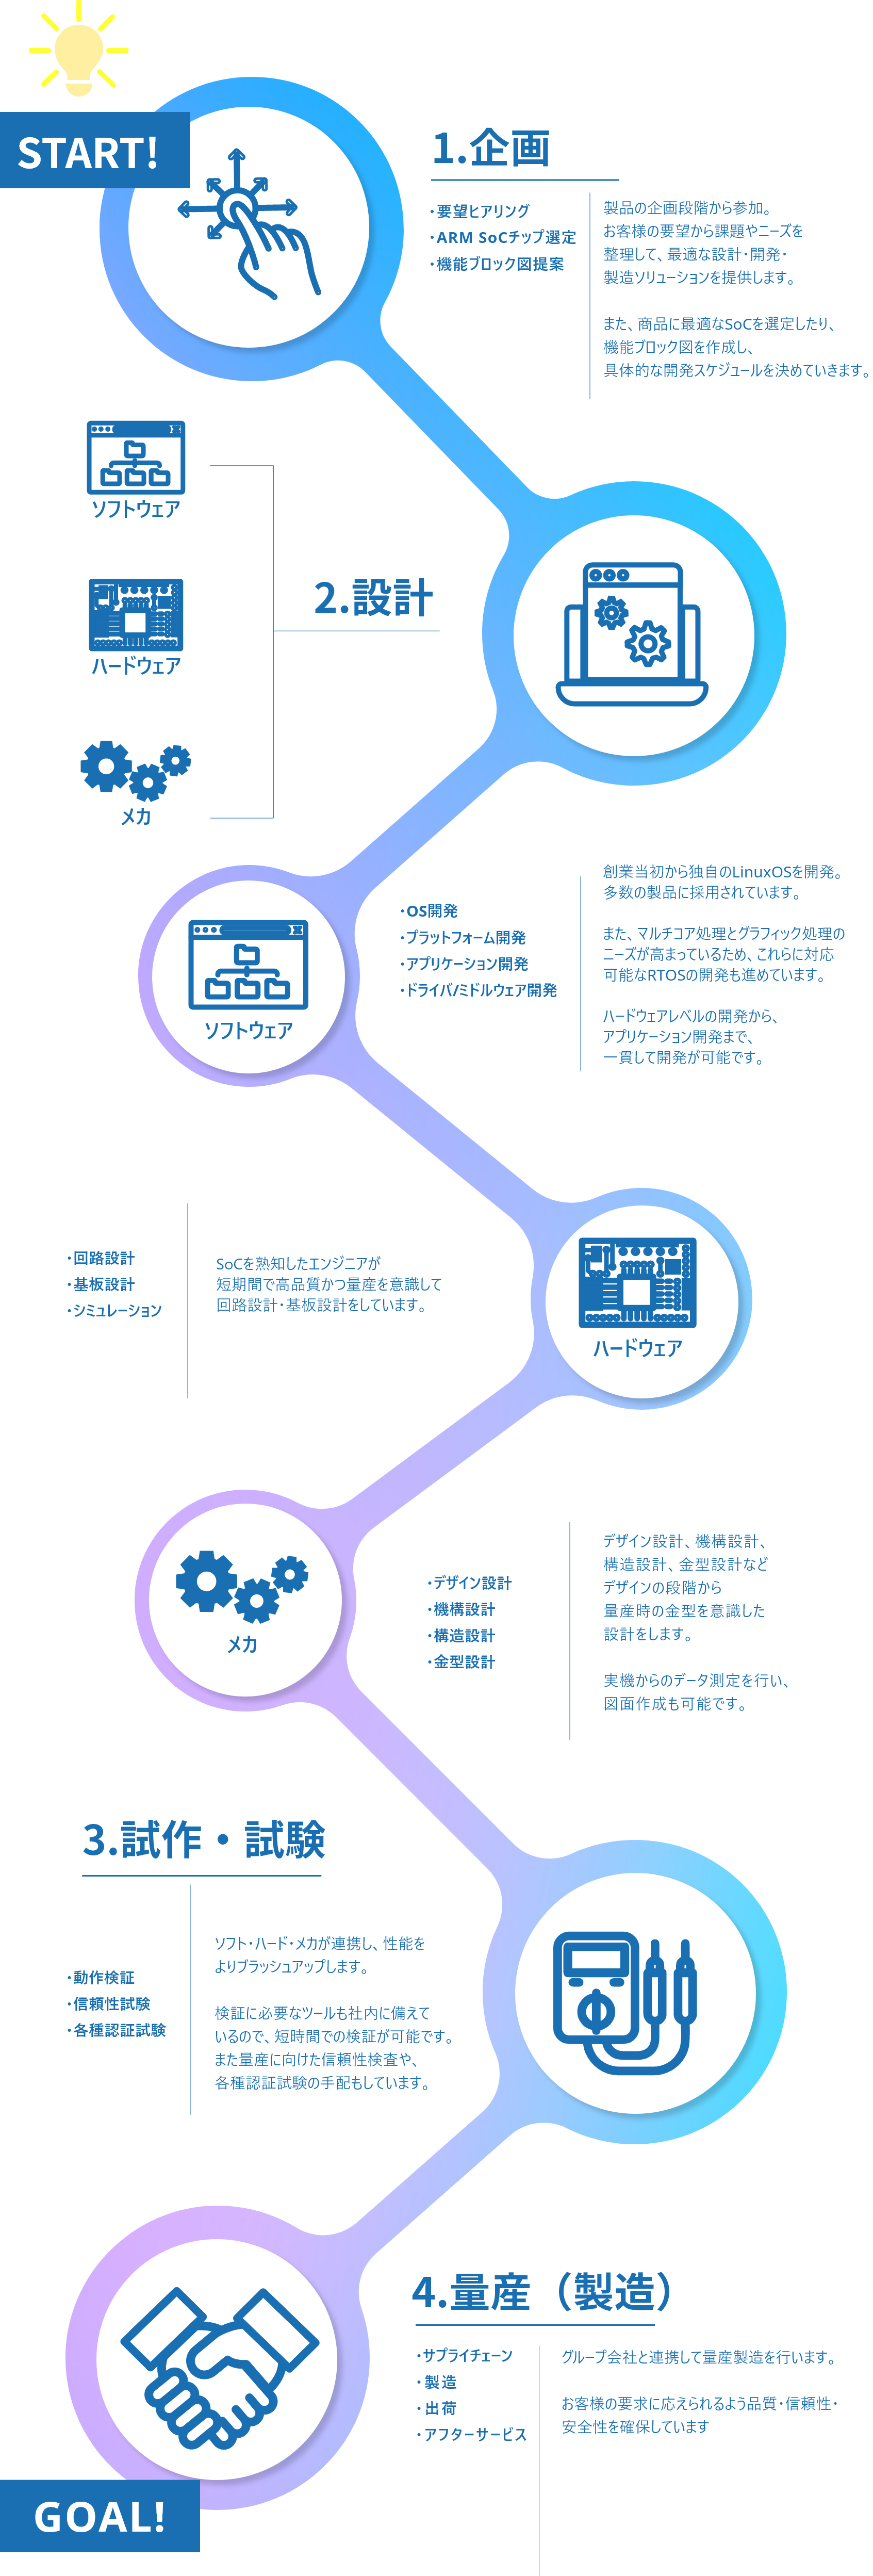 START!
1.企画
・要望ヒアリング
・ARM SoCチップ選定
・機能ブロック図提案
製品の企画段階から参加。
お客様の要望から課題やニーズを
整理して、最適な設計・開発・
製造ソリューションを提供します。
また、商品に最適なSoCを選定したり、
機能ブロック図を作成し、
具体的な開発スケジュールを決めていきます。
ソフトウェア
ハードウェア
メカ
2.設計
ソフトウェア
・OS開発
・プラットフォーム開発
・アプリケーション開発
・ドライバ/ミドルウェア開発
創業当初から独自のLinuxOSを開発。
多数の製品に採用されています。
また、マルチコア処理とグラフィック処理の
ニーズが高まっているため、これらに対応
可能なRTOSの開発も進めています。
ハードウェアレベルの開発から、
アプリケーション開発まで、
一貫して開発が可能です。
・回路設計
・基板設計
・シミュレーション
SoCを熟知したエンジニアが
短期間で高品質かつ量産を意識して
回路設計・基板設計をしています。
ハードウェア
メカ
・デザイン設計
・機構設計
・構造設計
・金型設計
デザイン設計、機構設計、
構造設計、金型設計など
デザインの段階から
量産時の金型を意識した
設計をします。
実機からのデータ測定を行い、
図面作成も可能です。
3.試作・試験
・動作検証
・信頼性試験
・各種認証試験
ソフト・ハード・メカが連携し、性能を
よりブラッシュアップします。
検証に必要なツールも社内に備えて
いるので、短時間での検証が可能です。
また量産に向けた信頼性検査や、
各種認証試験の手配もしています。
4.量産（製造）
・サプライチェーン
・製造
・出荷
・アフターサービス
グループ会社と連携して量産製造を行います。
お客様の要求に応えられるよう品質・信頼性・
安全性を確保しています
GOAL!